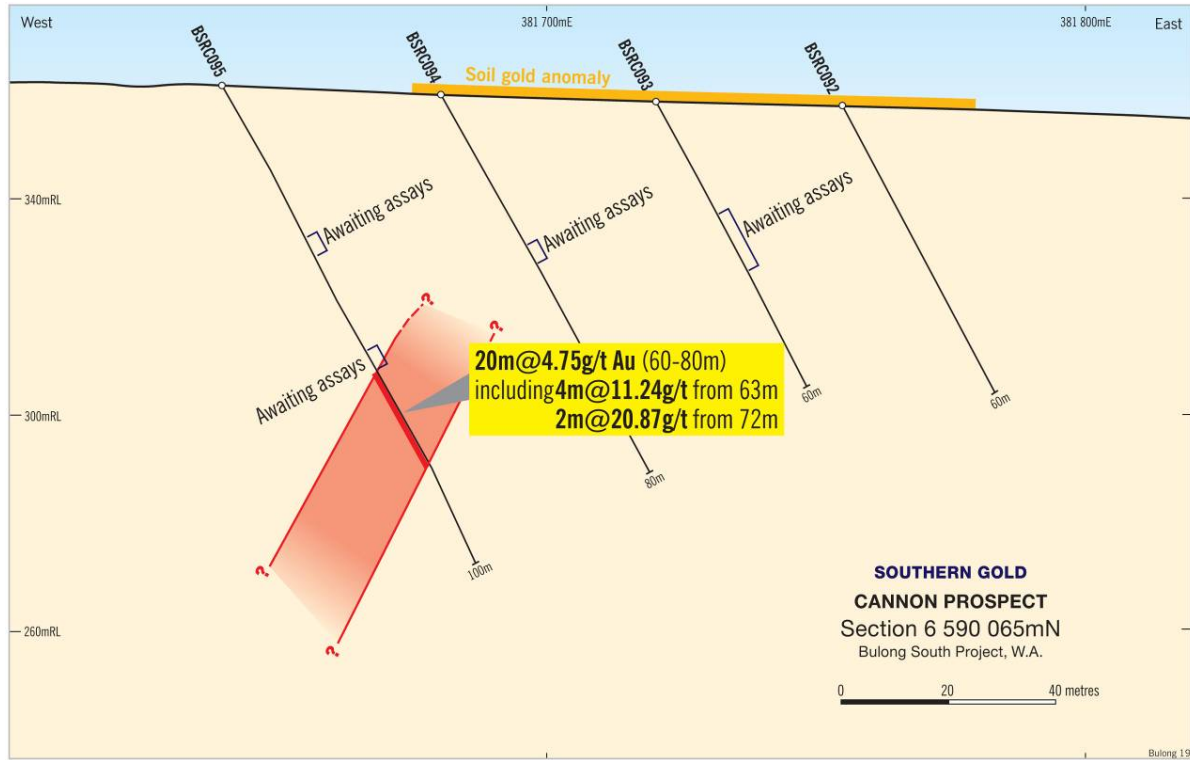 West
381 700mE
381 800mE
East
BSRC095
BSRC094
BSRC093
BSRC092
Soil gold anomaly
340mRL
300mRL
260mRL
Awaiting assays
Awaiting assays
Awaiting assays
Awaiting assays
?
?
?
?
20m@4.75g/t Au (60-80m)
including 4m@11.24g/t from 63m
2m@20.87g/t from 72m
60m
60m
80m
100m
SOUTHERN GOLD
CANNON PROSPECT
Section 6 590 065mN
Bulong South Project, W.A.
0 20 40 metres
Bulong 19